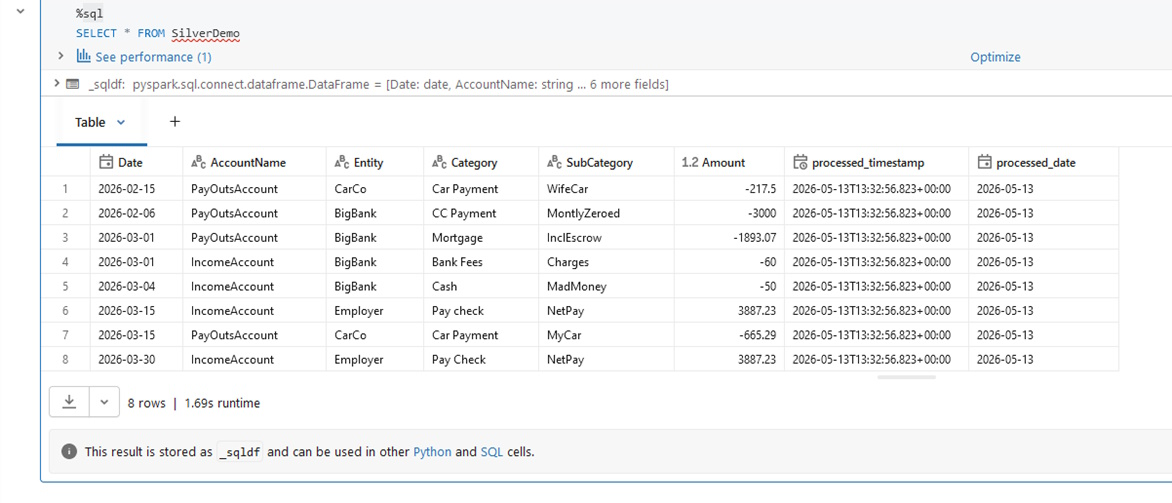 %sql
SELECT * FROM SilverDemo
See performance (1) Optimize
_sqldf: pyspark.sql.connect.dataframe.DataFrame = [Date: date, AccountName: string ... 6 more fields]
Table +
Date ABC AccountName ABC Entity ABC Category ABC SubCategory 1.2 Amount processed_timestamp processed_date
1 2026-02-15 PayOutsAccount CarCo Car Payment WifeCar -217.5 2026-05-13T13:32:56.823+00:00 2026-05-13
2 2026-02-06 PayOutsAccount BigBank CC Payment MontlyZeroed -3000 2026-05-13T13:32:56.823+00:00 2026-05-13
3 2026-03-01 PayOutsAccount BigBank Mortgage InclEscrow -1893.07 2026-05-13T13:32:56.823+00:00 2026-05-13
4 2026-03-01 IncomeAccount BigBank Bank Fees Charges -60 2026-05-13T13:32:56.823+00:00 2026-05-13
5 2026-03-04 IncomeAccount BigBank Cash MadMoney -50 2026-05-13T13:32:56.823+00:00 2026-05-13
6 2026-03-15 IncomeAccount Employer Pay check NetPay 3887.23 2026-05-13T13:32:56.823+00:00 2026-05-13
7 2026-03-15 PayOutsAccount CarCo Car Payment MyCar -665.29 2026-05-13T13:32:56.823+00:00 2026-05-13
8 2026-03-30 IncomeAccount Employer Pay Check NetPay 3887.23 2026-05-13T13:32:56.823+00:00 2026-05-13
8 rows | 1.69s runtime
This result is stored as _sqldf and can be used in other Python and SQL cells.